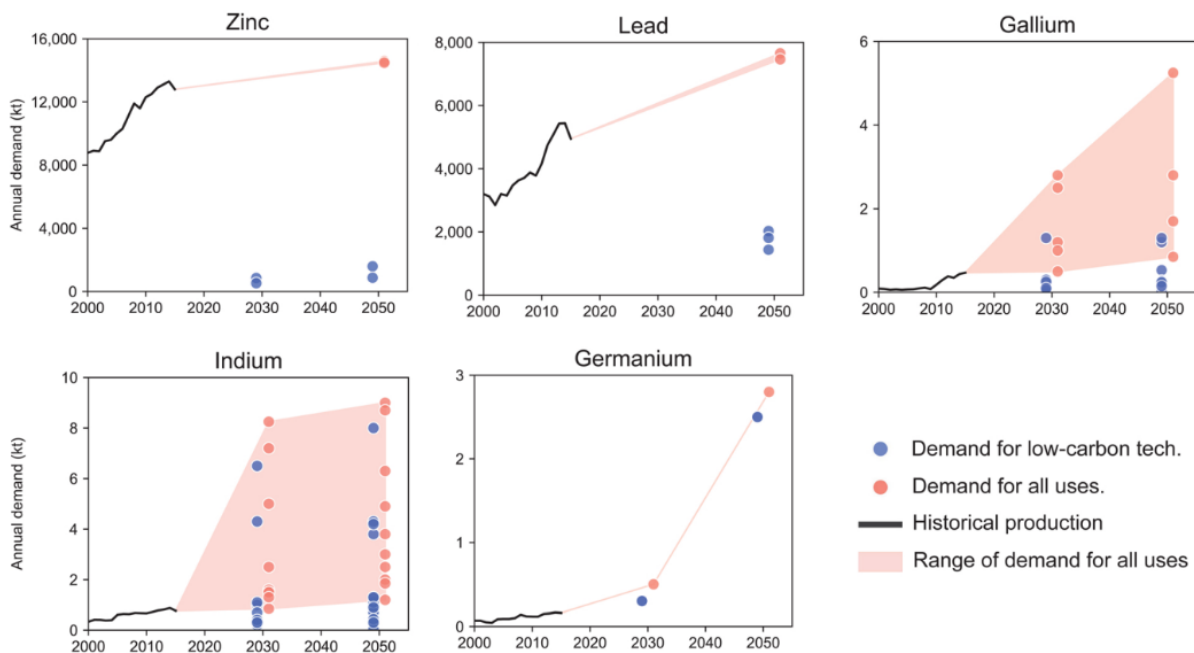 Zinc
16,000
12,000
8,000
4,000
0
Annual demand (kt)
2000 2010 2020 2030 2040 2050
Lead
8,000
6,000
4,000
2,000
0
2000 2010 2020 2030 2040 2050
Gallium
6
4
2
0
2000 2010 2020 2030 2040 2050
Indium
10
8
6
4
2
0
Annual demand (kt)
2000 2010 2020 2030 2040 2050
Germanium
3
2
1
0
2000 2010 2020 2030 2040 2050
Demand for low-carbon tech.
Demand for all uses.
Historical production
Range of demand for all uses